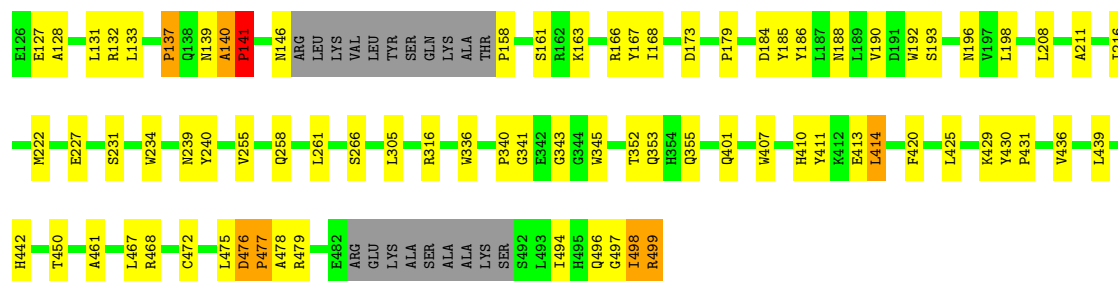 E126 E127 A128 L131 R132 L133 P137 Q138 N139 A140 P141 N146 ARG LEU LYS VAL LEU TYR SER GLN LYS ALA THR P158 S161 R162 K163 R166 Y167 I168 D173 P179 D184 Y185 Y186 L187 N188 L189 V190 D191 W192 S193 N196 V197 L198 L208 A211
M222 E227 S231 W234 N239 Y240 V255 Q258 L261 S266 L305 R316 W336 P340 G341 E342 G343 G344 W345 T352 Q353 H354 Q355 Q401 W407 H410 Y411 K412 E413 L414 F420 L425 K429 Y430 P431 V436 L439
H442 T450 A461 L467 R468 C472 L475 D476 P477 A478 R479 E482 ARG GLU LYS ALA SER ALA ALA LYS SER S492 L493 I494 H495 Q496 G497 I498 R499